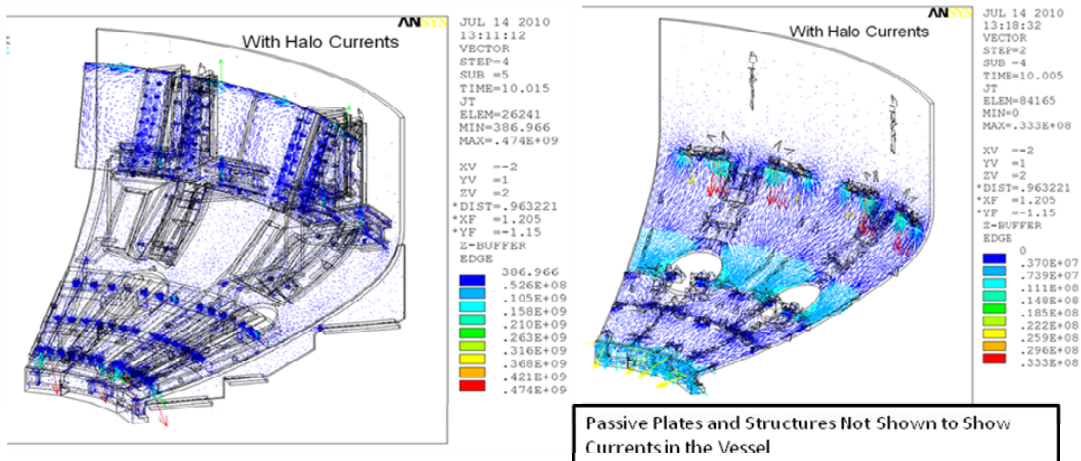 ANSYS
With Halo Currents
JUL 14 2010
13:11:12
VECTOR
STEP=4
SUB =5
TIME=10.015
JT
ELEM=26241
MIN=386.966
MAX=.474E+09
XV =-2
YV =1
ZV =2
*DIST=.963221
*XF =1.205
*YF =-1.15
Z-BUFFER
EDGE
386.966
.526E+08
.105E+09
.158E+09
.210E+09
.263E+09
.316E+09
.368E+09
.421E+09
.474E+09
ANSYS
With Halo Currents
JUL 14 2010
13:18:32
VECTOR
STEP=2
SUB =4
TIME=10.005
JT
ELEM=84165
MIN=0
MAX=.333E+08
XV =-2
YV =1
ZV =2
*DIST=.963221
*XF =1.205
*YF =-1.15
Z-BUFFER
EDGE
0
.370E+07
.739E+07
.111E+08
.148E+08
.185E+08
.222E+08
.259E+08
.296E+08
.333E+08
Passive Plates and Structures Not Shown to Show
Currents in the Vessel